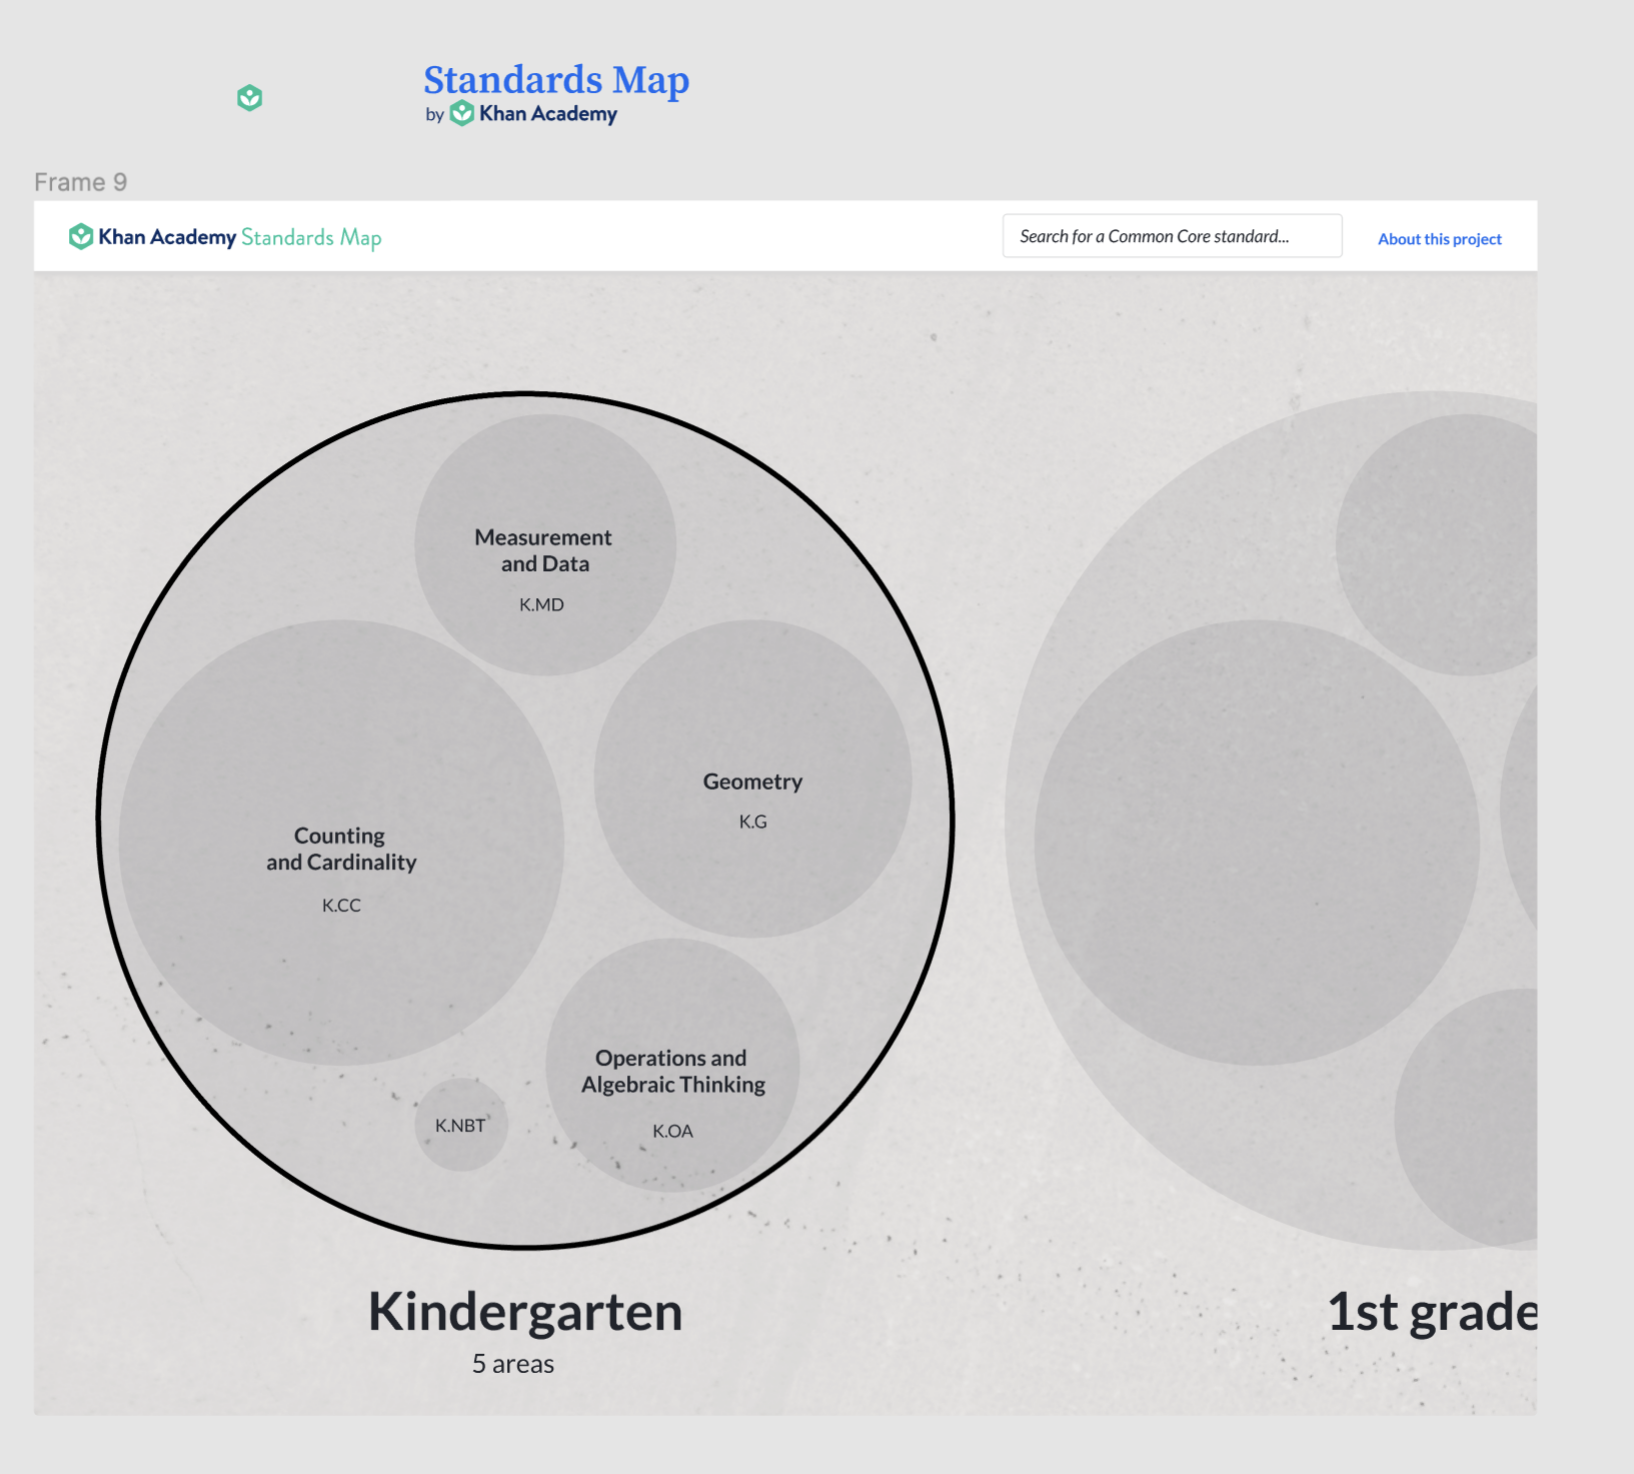 Standards Map
by Khan Academy
Frame 9
Khan Academy Standards Map
Search for a Common Core standard...
About this project
Measurement
and Data
K.MD
Geometry
K.G
Counting
and Cardinality
K.CC
Operations and
Algebraic Thinking
K.OA
K.NBT
Kindergarten
5 areas
1st grade